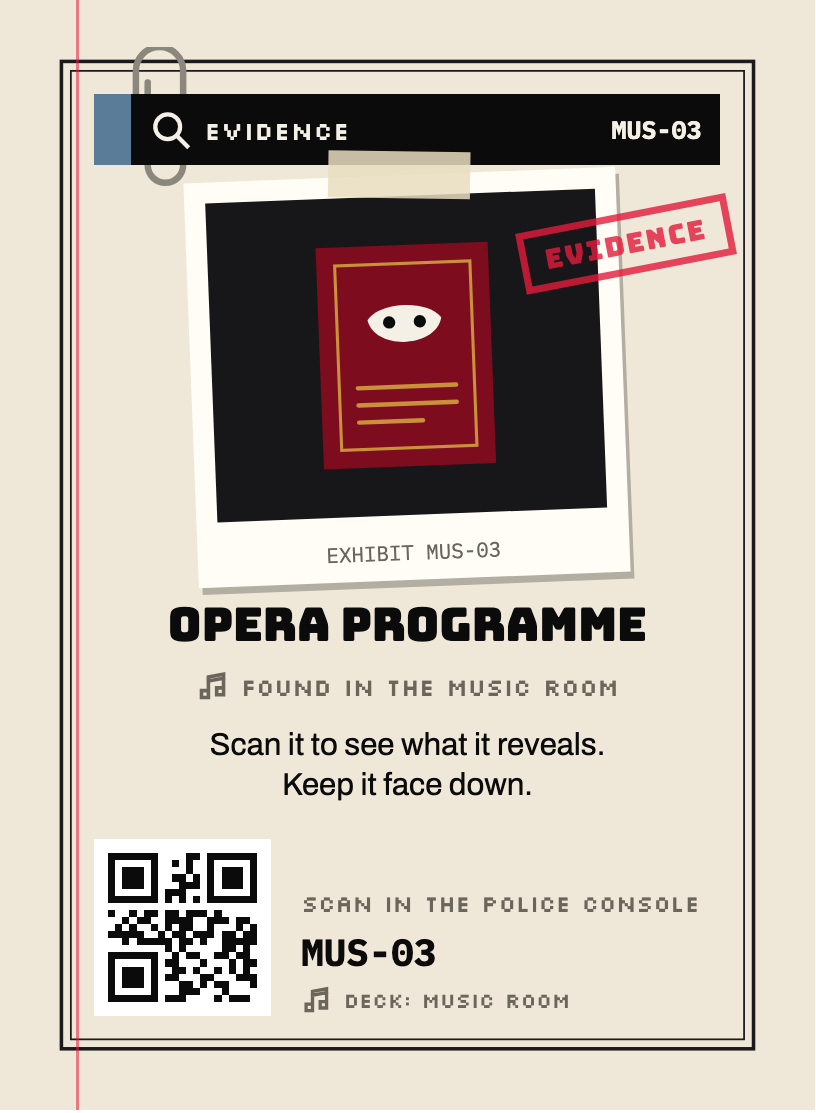 EVIDENCE
MUS-03
EVIDENCE
EXHIBIT MUS-03
OPERA PROGRAMME
FOUND IN THE MUSIC ROOM
Scan it to see what it reveals.
Keep it face down.
SCAN IN THE POLICE CONSOLE
MUS-03
DECK: MUSIC ROOM